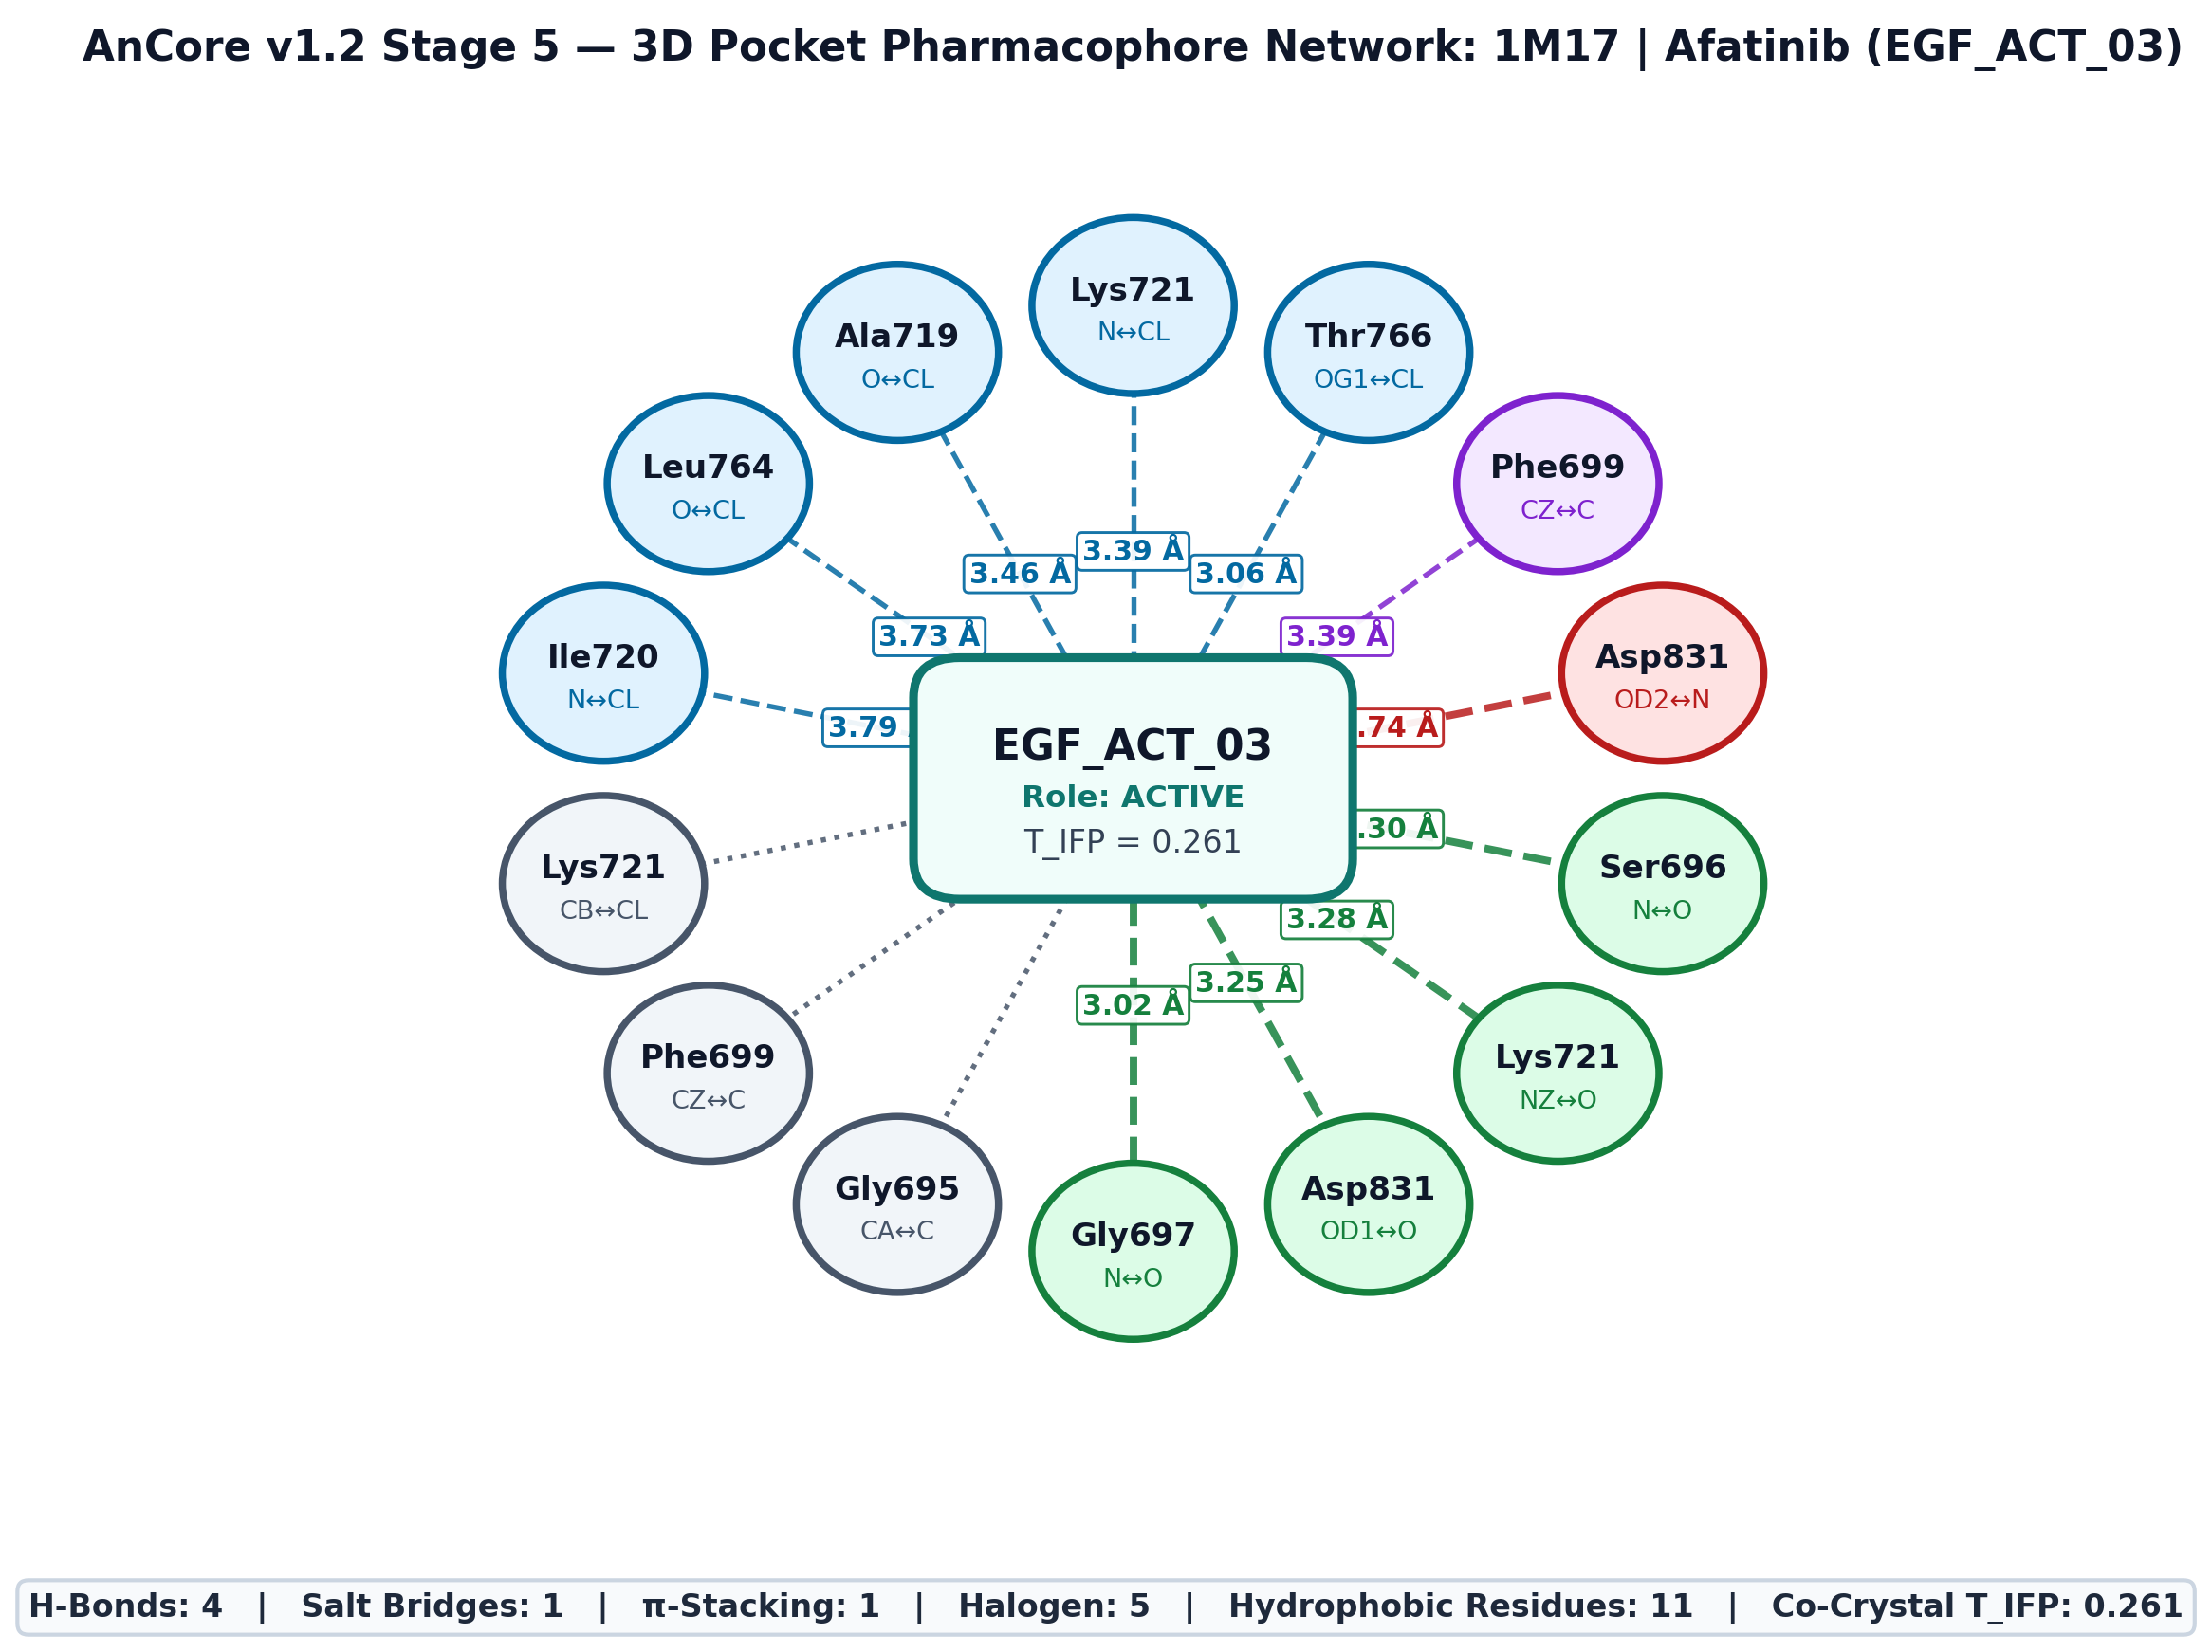 AnCore v1.2 Stage 5 — 3D Pocket Pharmacophore Network: 1M17 | Afatinib (EGF_ACT_03)
Lys721
N↔CL
Ala719
O↔CL
Thr766
OG1↔CL
Leu764
O↔CL
Phe699
CZ↔C
3.39 Å
3.46 Å
3.06 Å
3.73 Å
3.39 Å
Ile720
N↔CL
Asp831
OD2↔N
3.79
.74 Å
EGF_ACT_03
Role: ACTIVE
T_IFP = 0.261
.30 Å
Lys721
CB↔CL
Ser696
N↔O
3.28 Å
3.25 Å
3.02 Å
Phe699
CZ↔C
Lys721
NZ↔O
Gly695
CA↔C
Asp831
OD1↔O
Gly697
N↔O
H-Bonds: 4 | Salt Bridges: 1 | π-Stacking: 1 | Halogen: 5 | Hydrophobic Residues: 11 | Co-Crystal T_IFP: 0.261